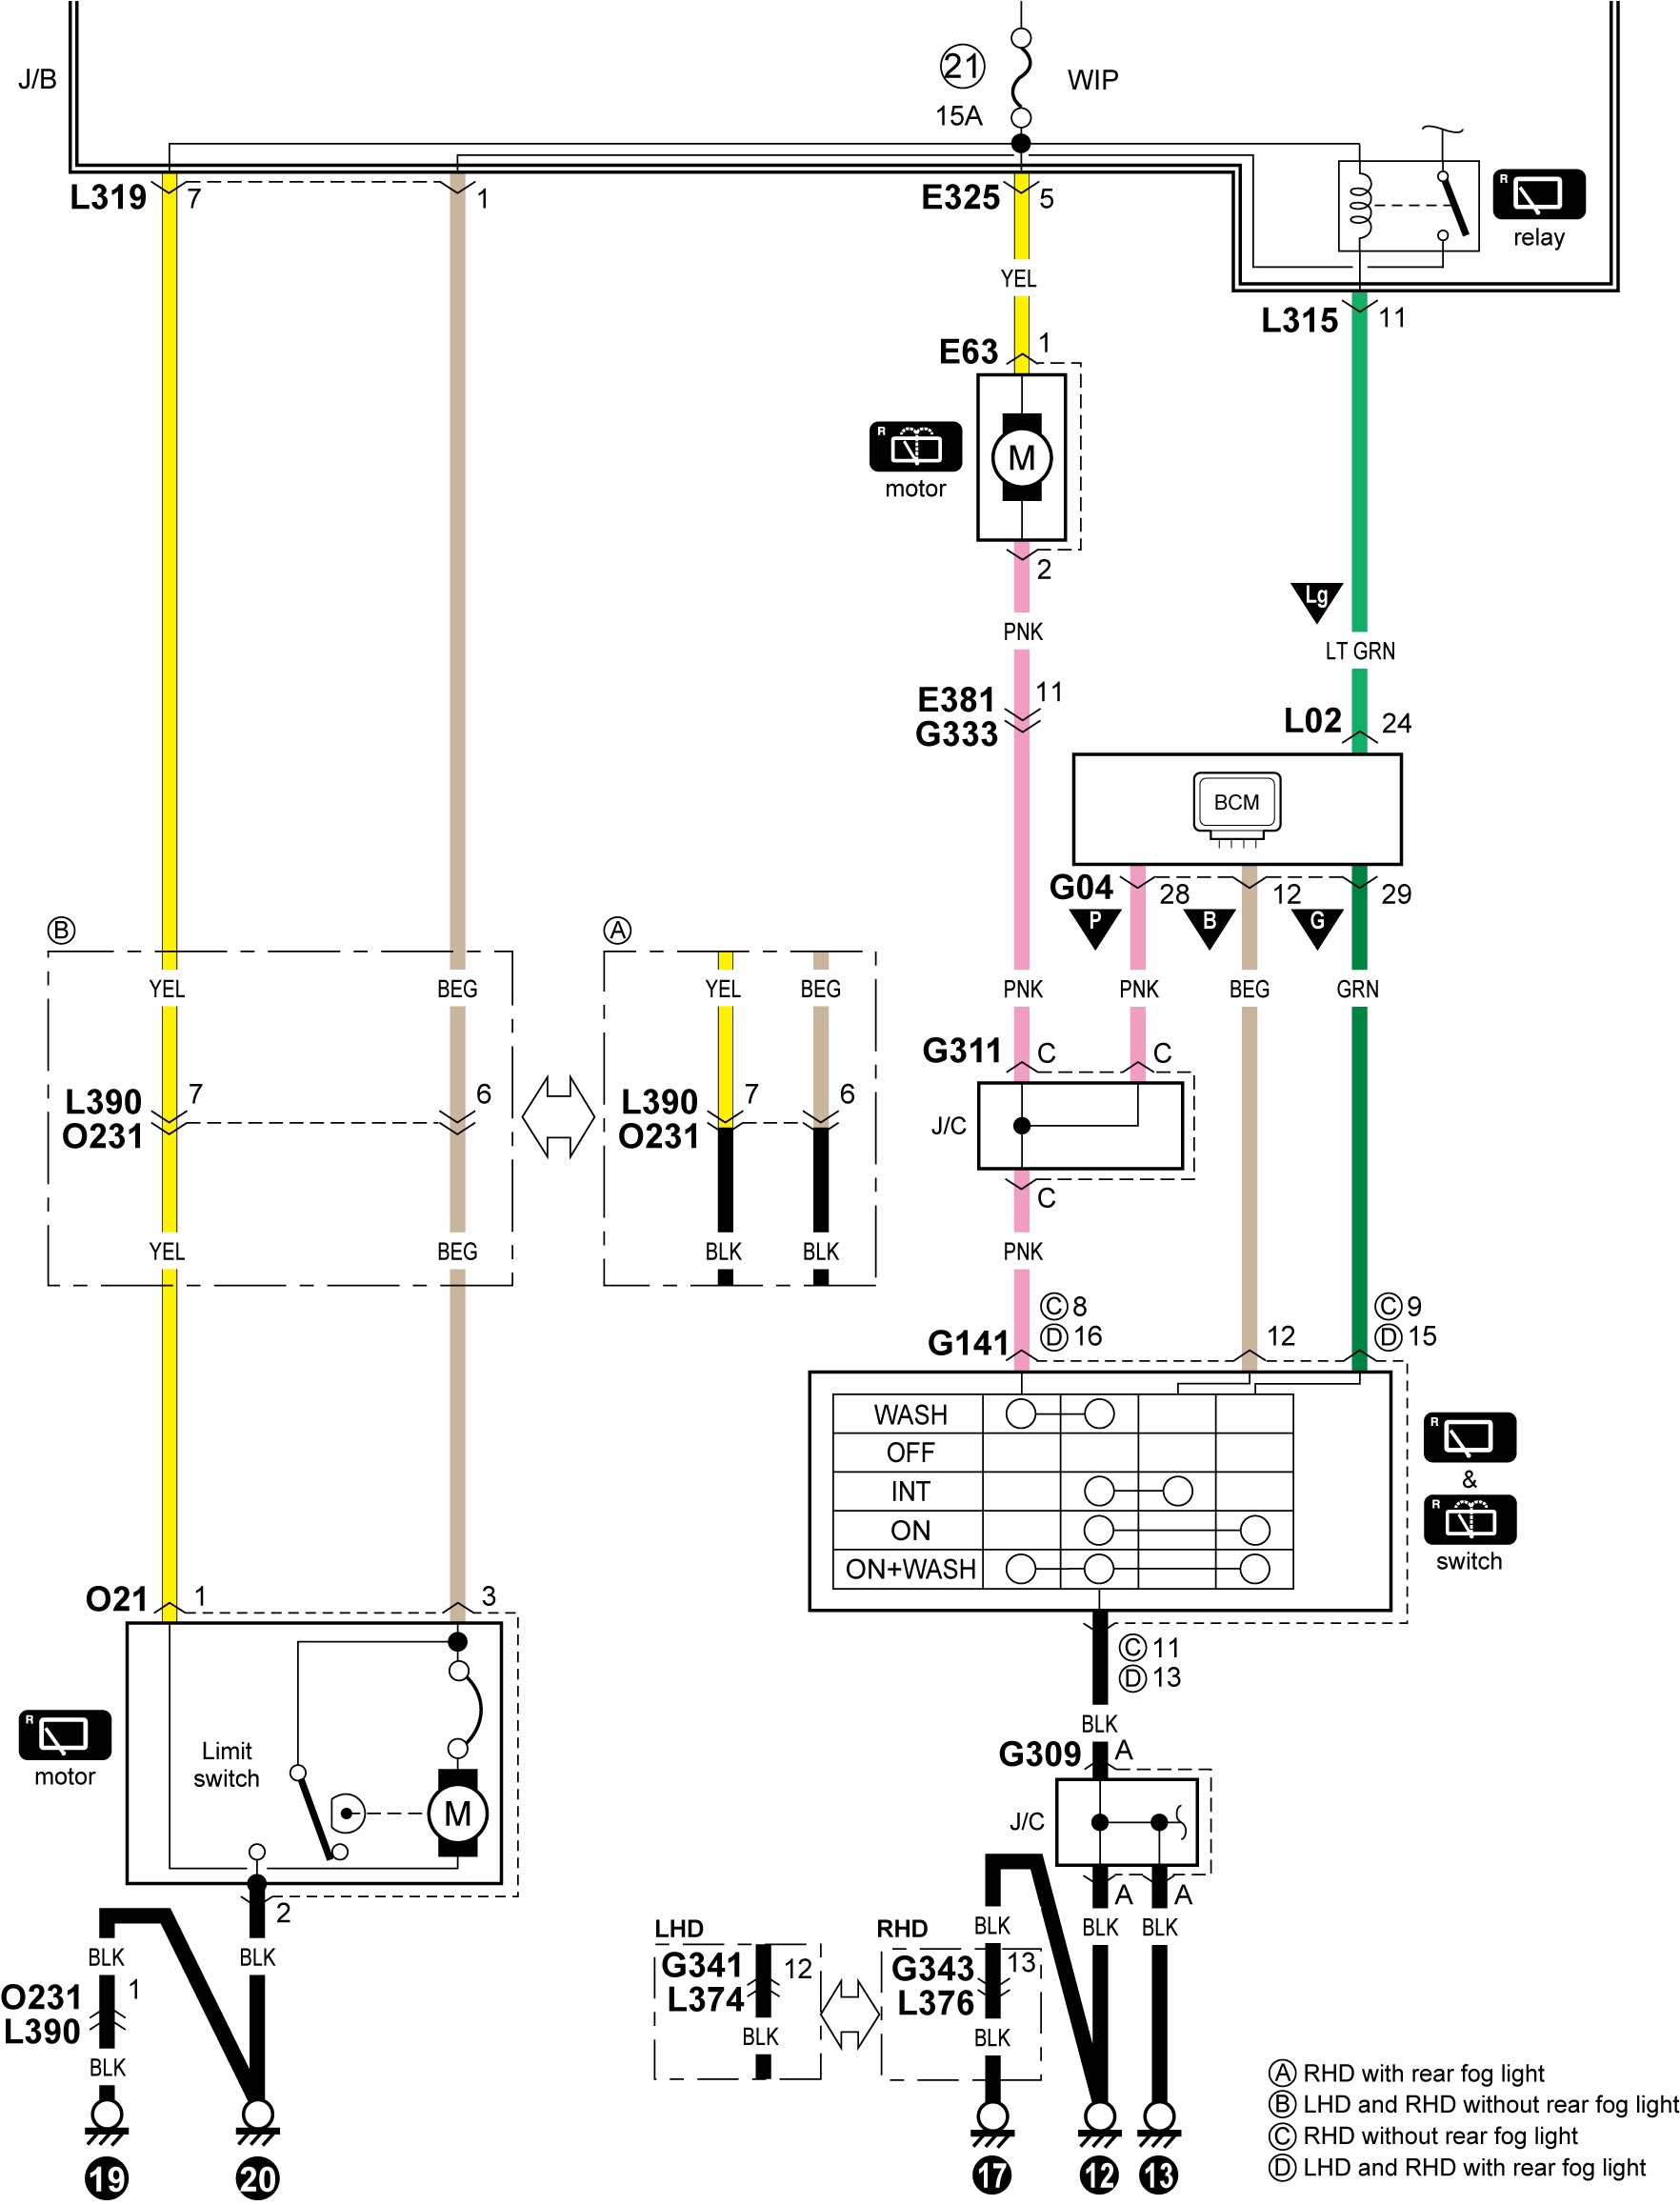 J/B
21
15A
WIP
L319 7
1
E325 5
R
relay
YEL
L315 11
E63 1
M
R
motor
2
PNK
Lg
LT GRN
E381 11
G333
L02 24
BCM
G04 28 12 29
P B G
B
A
YEL BEG YEL BEG PNK PNK BEG GRN
G311 C C
L390 7 6
O231
L390 7 6
O231
J/C
C
YEL BEG BLK BLK PNK
C 8
D 16
12
C 9
D 15
G141
WASH
OFF
INT
ON
ON+WASH
R
&
R
switch
O21 1 3
C 11
D 13
R
motor
Limit
switch
M
BLK
G309 A
J/C
2
A A
BLK BLK
O231 1
L390
BLK
19 20
LHD
G341 12
L374
BLK
RHD
BLK BLK BLK
G343 13
L376
BLK
17 12 13
A RHD with rear fog light
B LHD and RHD without rear fog light
C RHD without rear fog light
D LHD and RHD with rear fog light